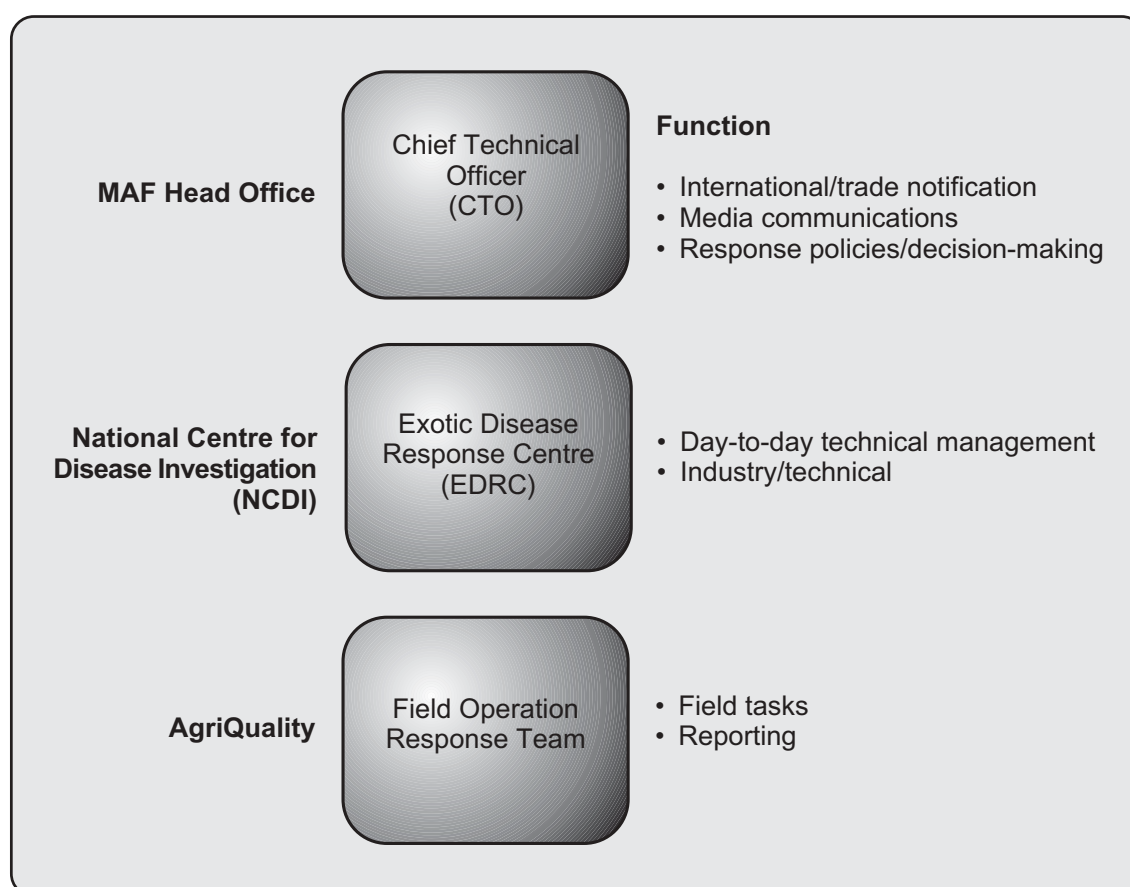 MAF Head Office
Chief Technical
Officer
(CTO)
Function
• International/trade notification
• Media communications
• Response policies/decision-making
National Centre for
Disease Investigation
(NCDI)
Exotic Disease
Response Centre
(EDRC)
• Day-to-day technical management
• Industry/technical
AgriQuality
Field Operation
Response Team
• Field tasks
• Reporting